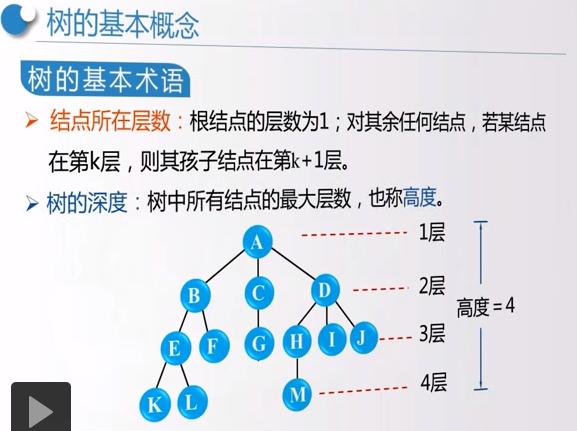 树的基本概念
树的基本术语
结点所在层数：根结点的层数为1；对其余任何结点，若某结点
在第k层，则其孩子结点在第k+1层。
树的深度：树中所有结点的最大层数，也称高度。
A
1层
B
C
D
2层
高度=4
E
F
G
H
I
J
3层
K
L
M
4层